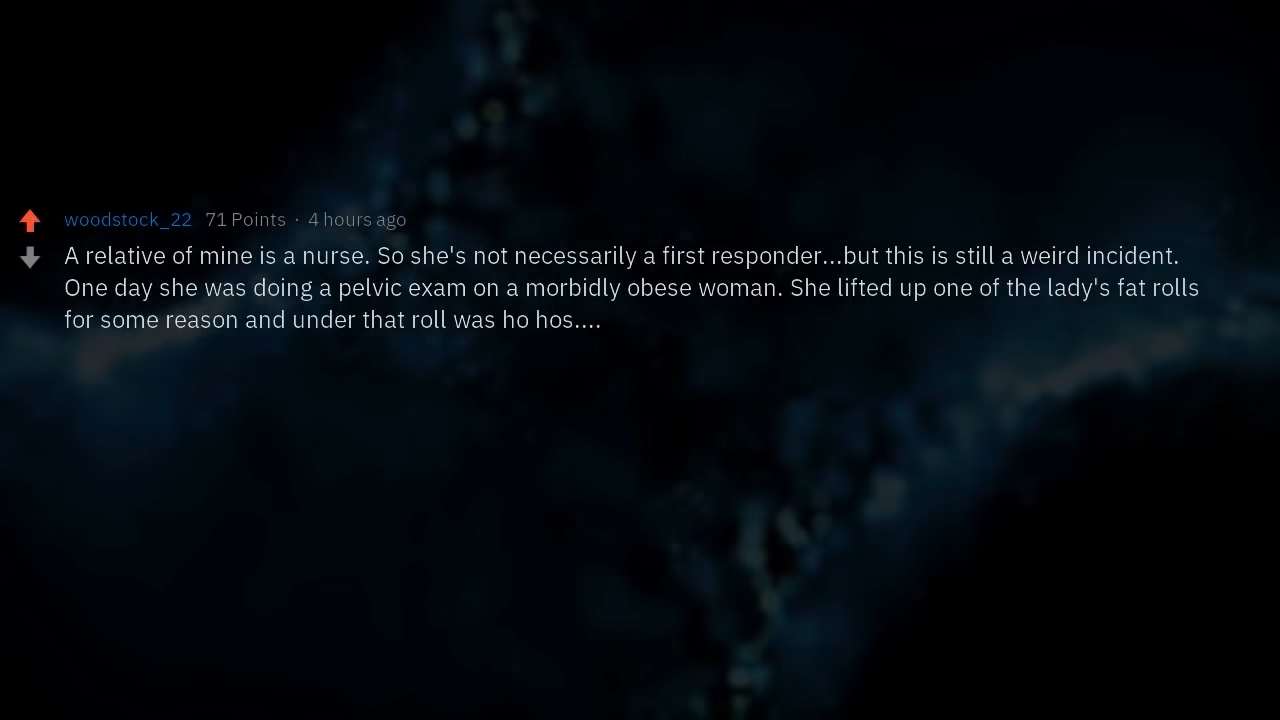 woodstock_22 71 Points · 4 hours ago
A relative of mine is a nurse. So she's not necessarily a first responder...but this is still a weird incident.
One day she was doing a pelvic exam on a morbidly obese woman. She lifted up one of the lady's fat rolls
for some reason and under that roll was ho hos....